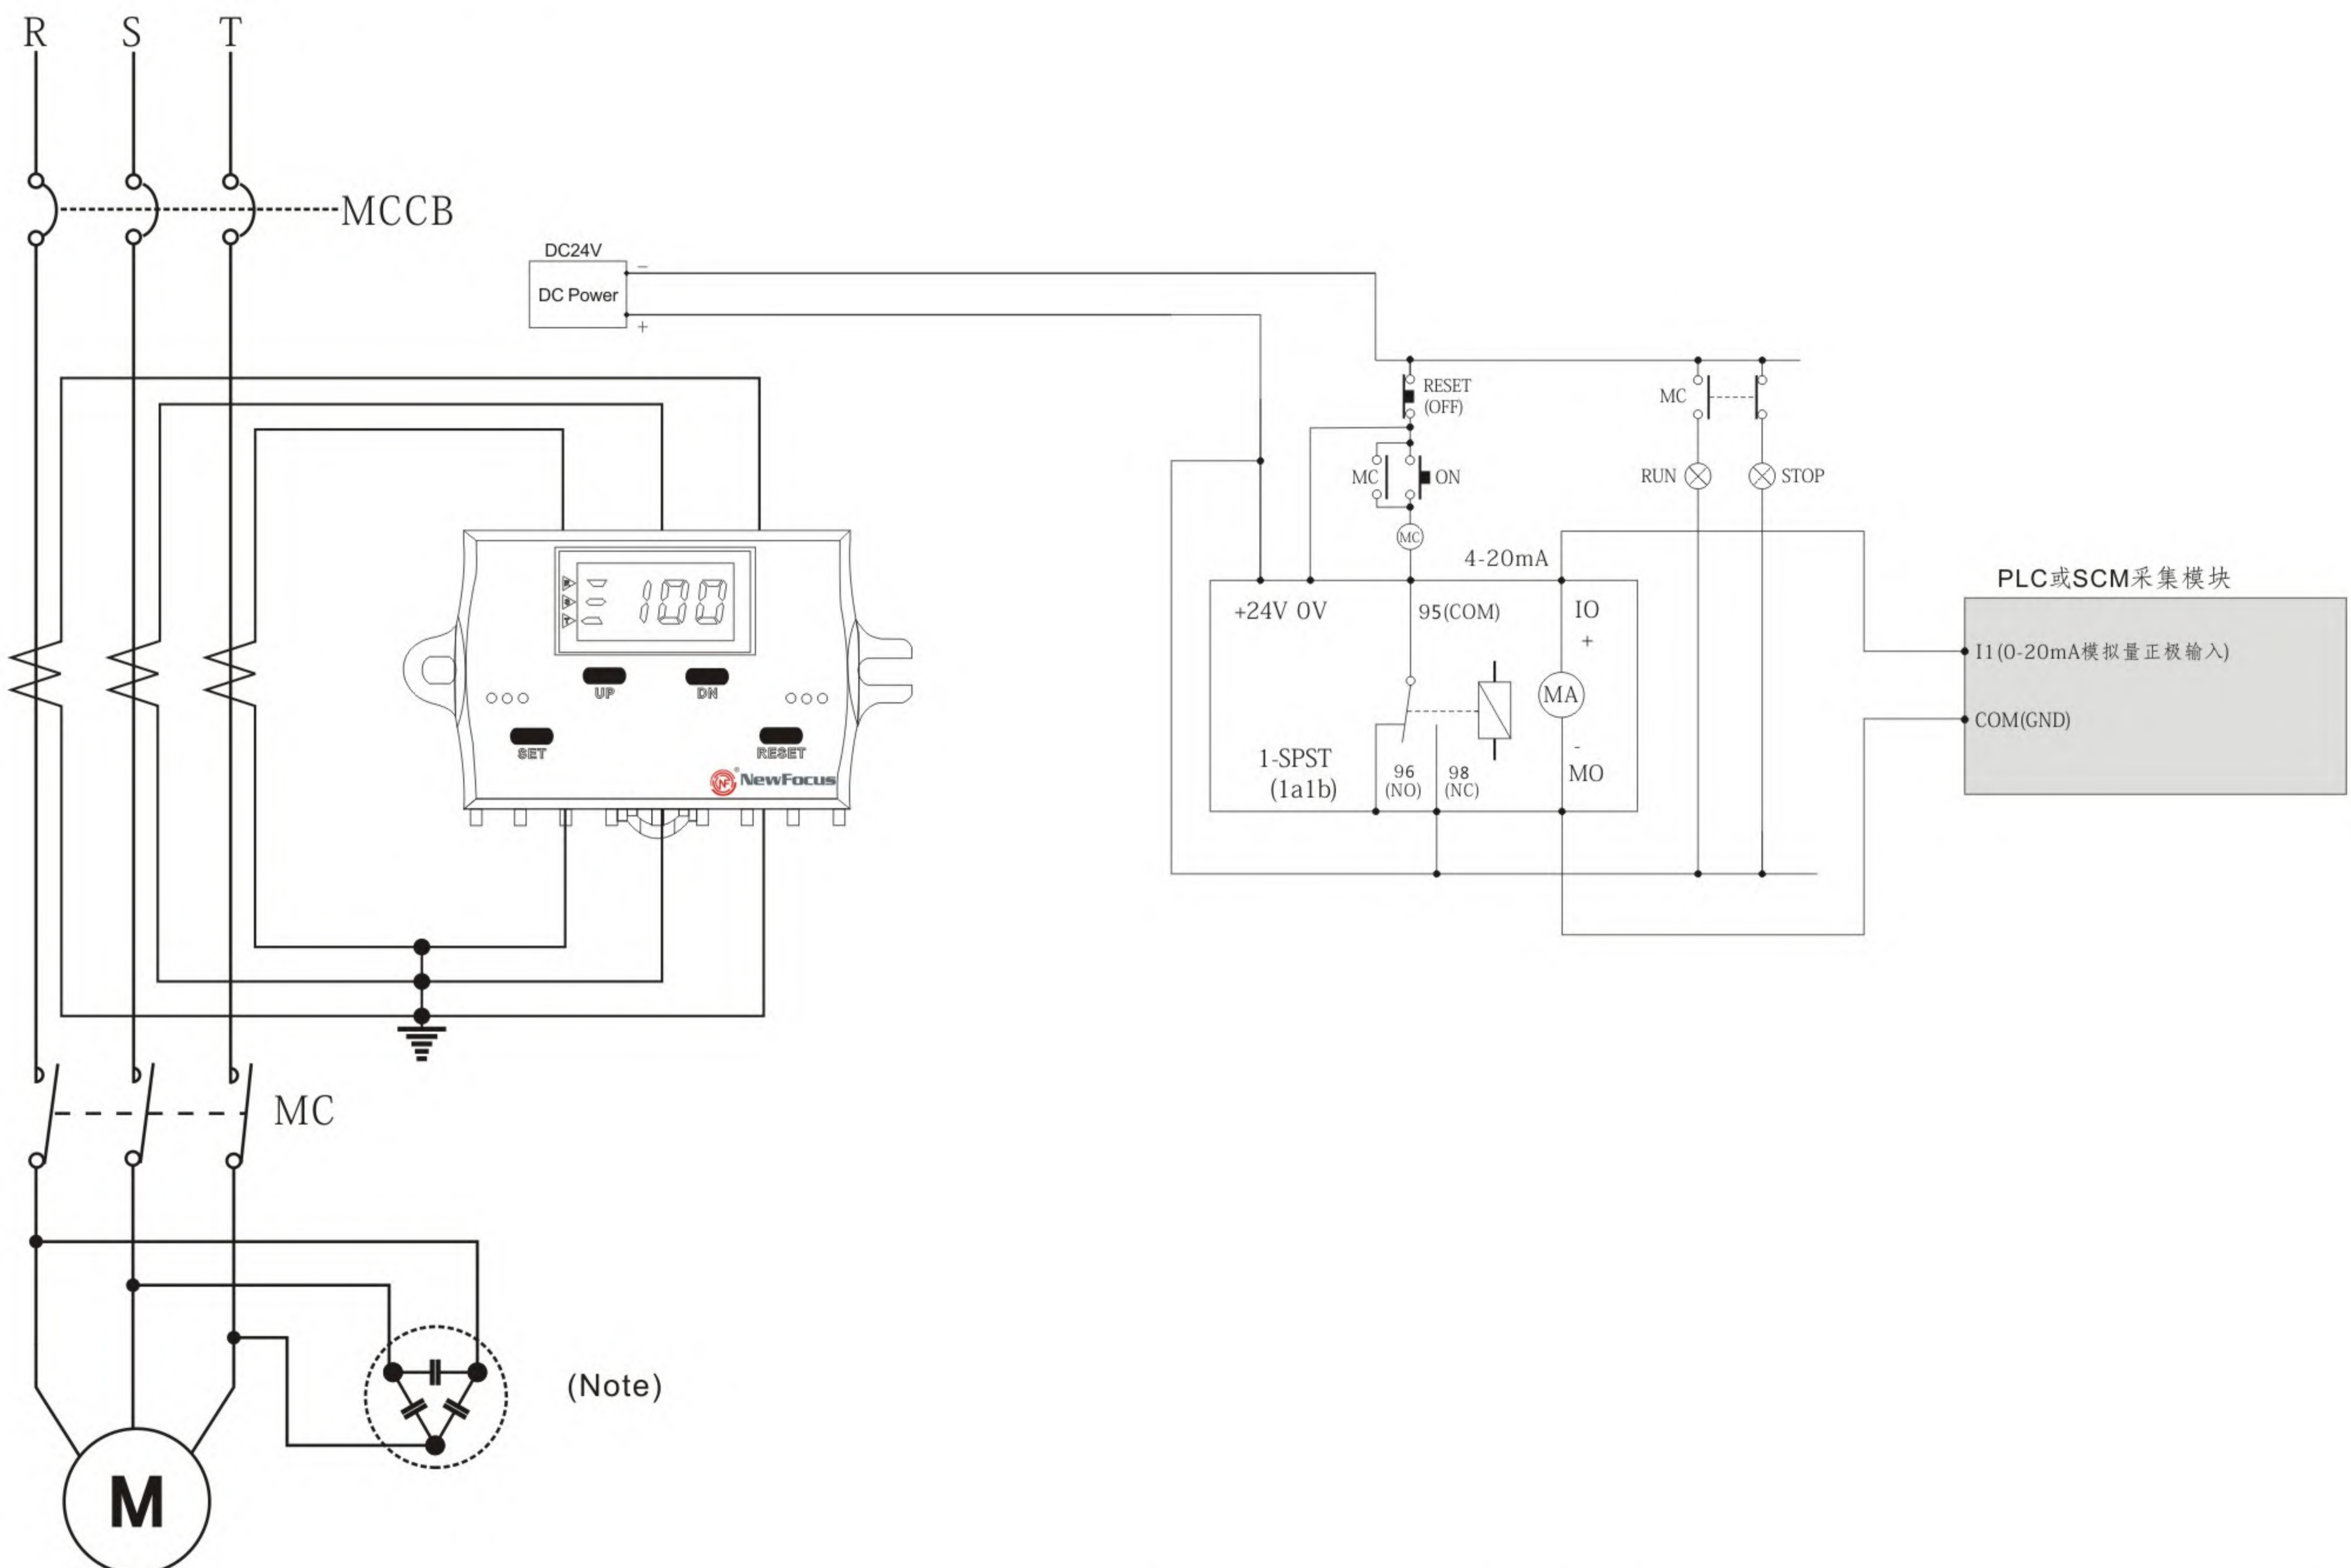 R S T
MCCB
DC24V
DC Power
−
+
RESET
(OFF)
MC
ON
MC
MC
RUN
STOP
4-20mA
+24V 0V
95(COM)
IO
+
MA
-
MO
1-SPST
(1a1b)
96
(NO)
98
(NC)
PLC或SCM采集模块
I1(0-20mA模拟量正极输入)
COM(GND)
R
S
T
100
UP
DN
SET
RESET
NF
®
NewFocus
MC
(Note)
M